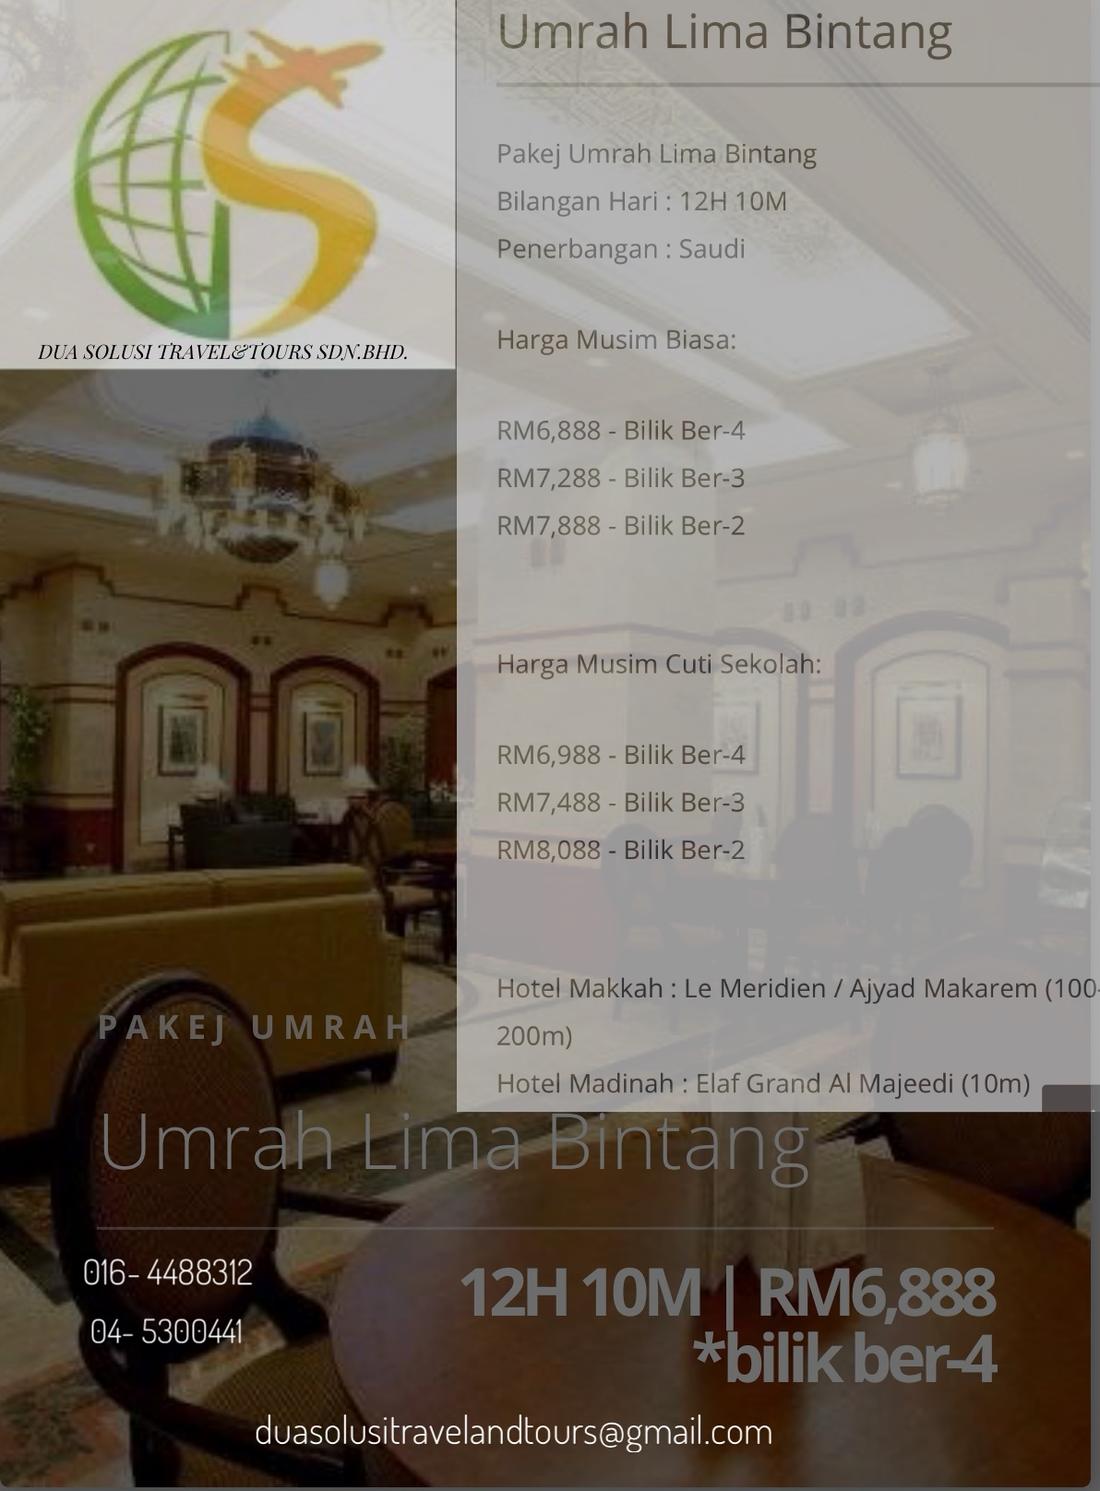 DUA SOLUSI TRAVEL&TOURS SDN.BHD.
Umrah Lima Bintang
Pakej Umrah Lima Bintang
Bilangan Hari : 12H 10M
Penerbangan : Saudi
Harga Musim Biasa:
RM6,888 - Bilik Ber-4
RM7,288 - Bilik Ber-3
RM7,888 - Bilik Ber-2
Harga Musim Cuti Sekolah:
RM6,988 - Bilik Ber-4
RM7,488 - Bilik Ber-3
RM8,088 - Bilik Ber-2
Hotel Makkah : Le Meridien / Ajyad Makarem (100-
200m)
Hotel Madinah : Elaf Grand Al Majeedi (10m)
PAKEJ UMRAH
Umrah Lima Bintang
016- 4488312
04- 5300441
12H 10M | RM6,888
*bilik ber-4
duasolusitravelandtours@gmail.com